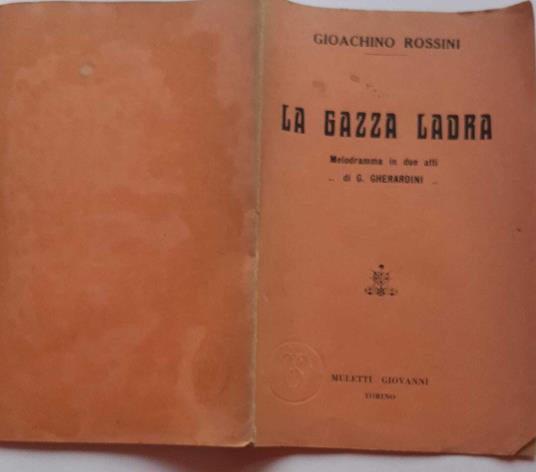 GIOACHINO ROSSINI
LA GAZZA LADRA
Melodramma in due atti
.. di G. GHERARDINI ..
MULETTI GIOVANNI
TORINO